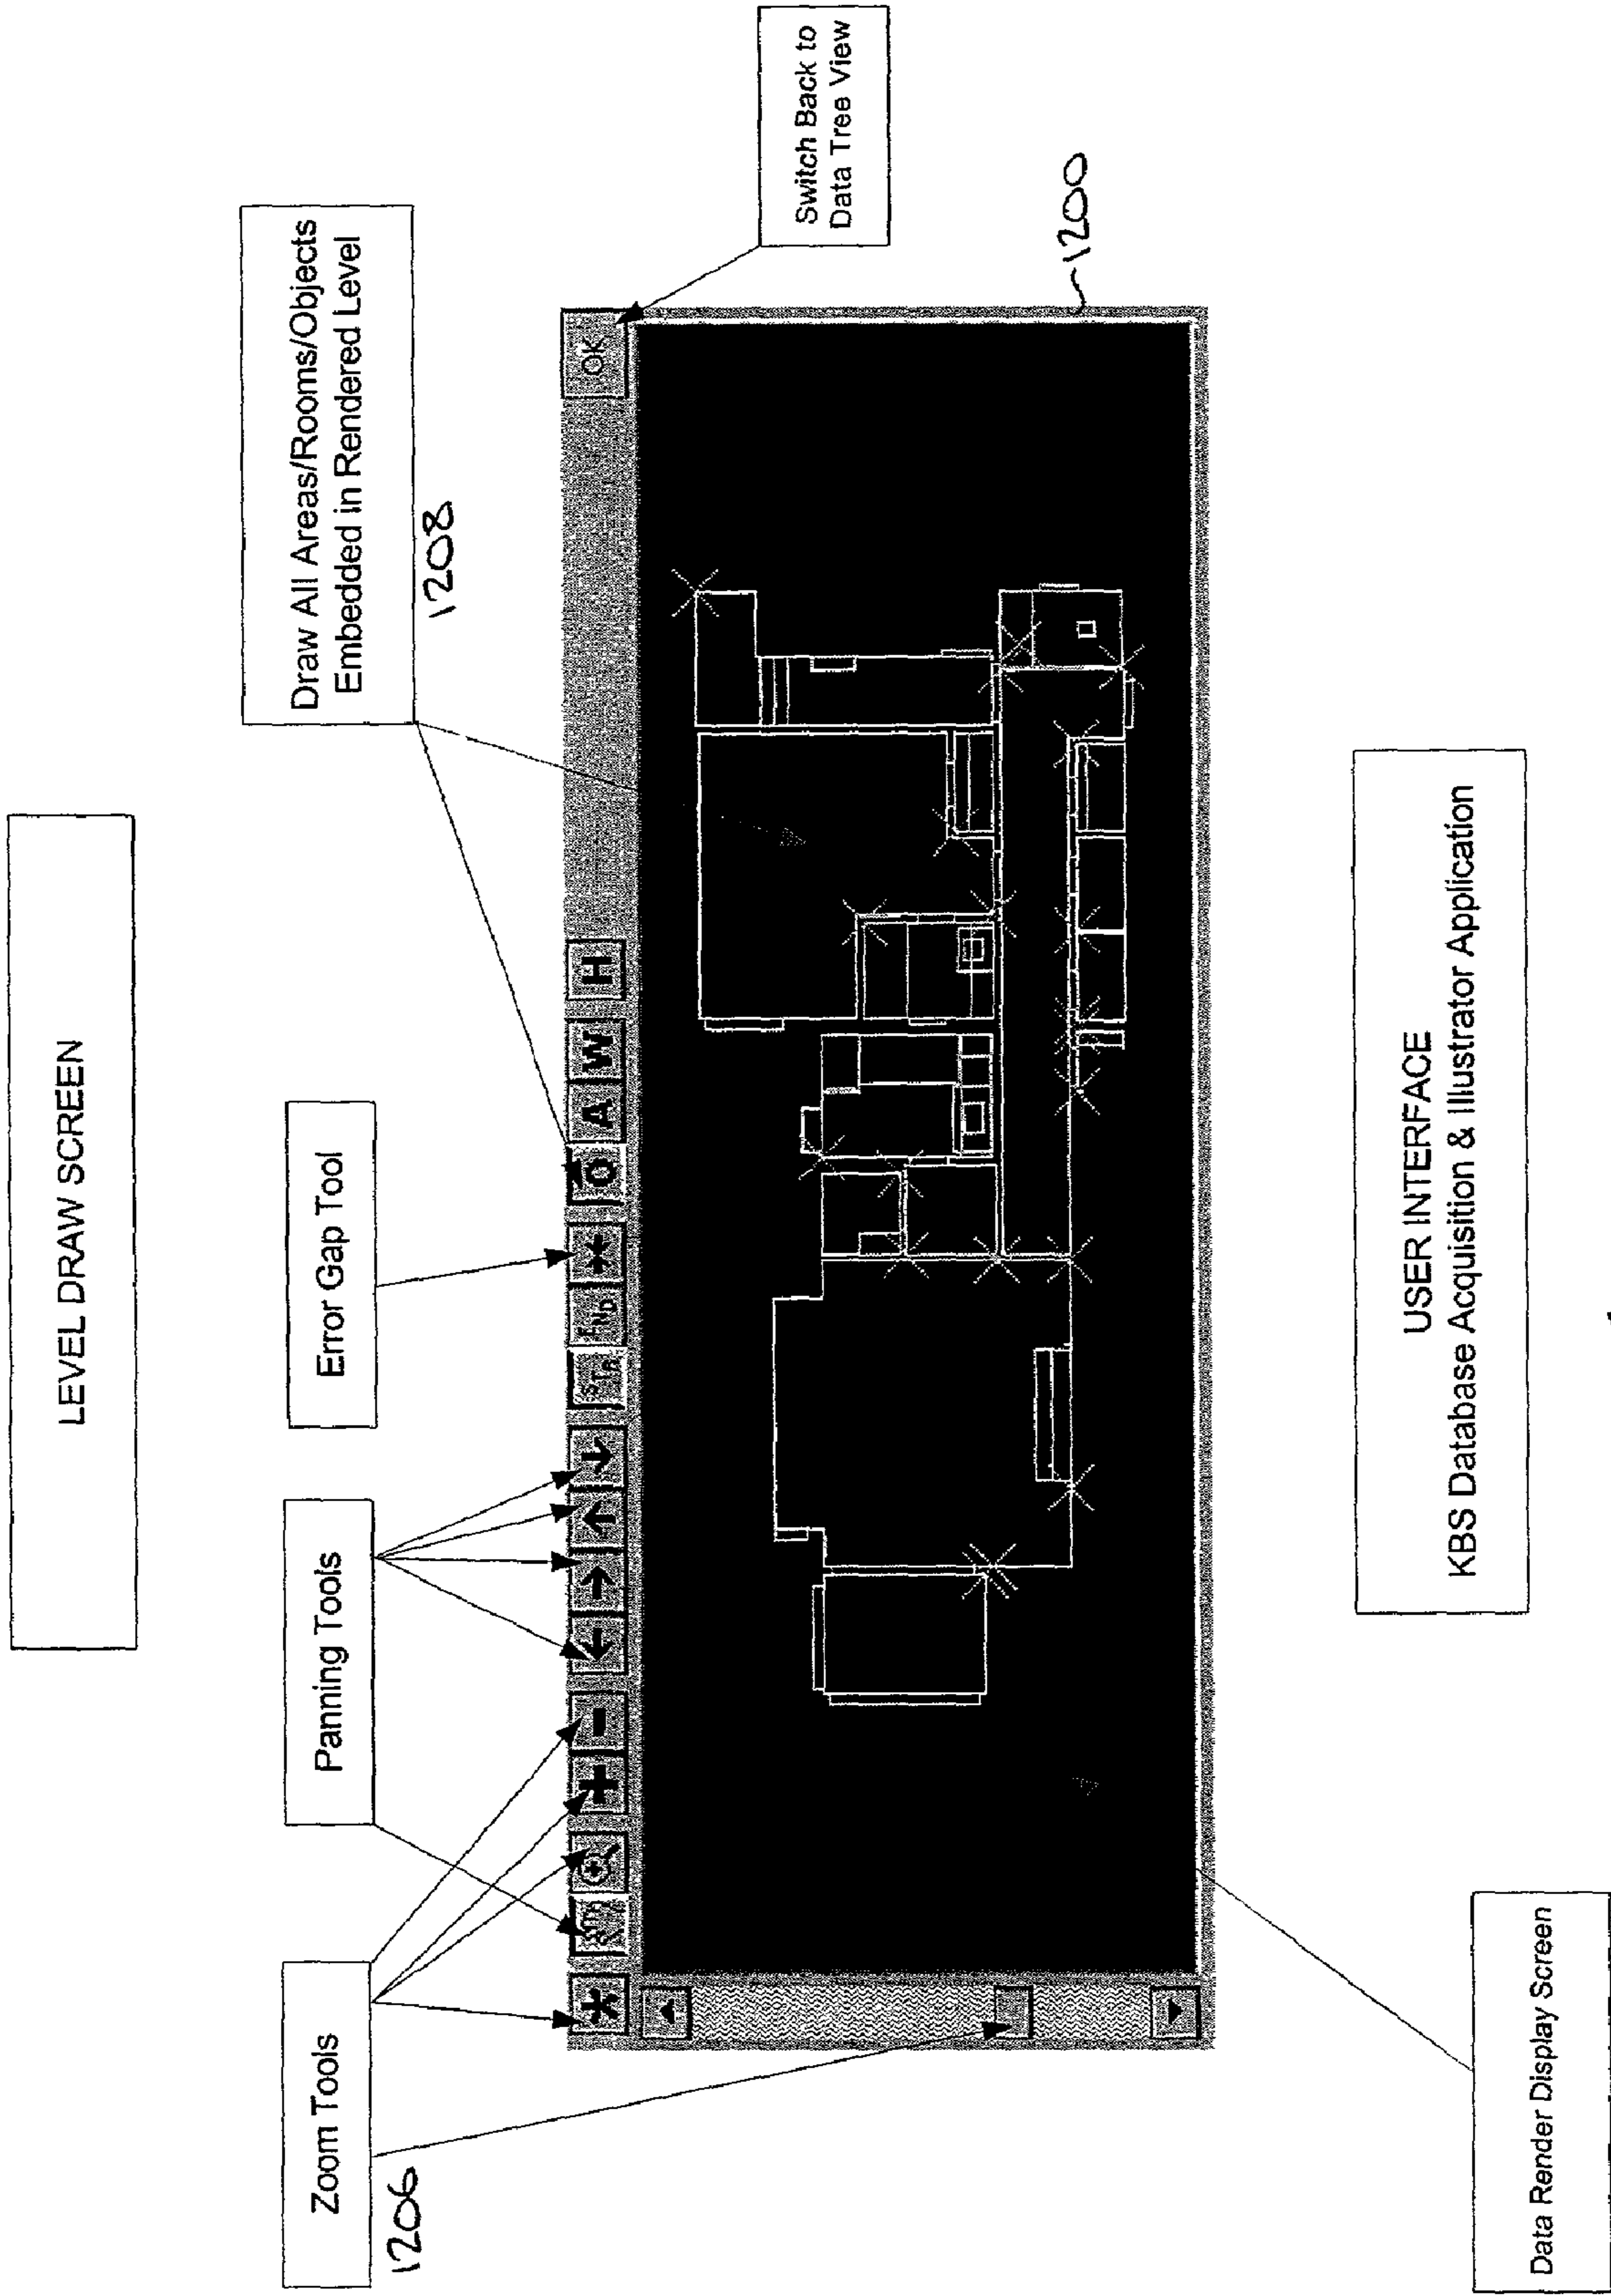 LEVEL DRAW SCREEN
Zoom Tools
1206
Panning Tools
Error Gap Tool
Draw All Areas/Rooms/Objects
Embedded in Rendered Level
1208
Switch Back to
Data Tree View
END
O
A
W
H
OK
1200
Data Render Display Screen
USER INTERFACE
KBS Database Acquisition & Illustrator Application